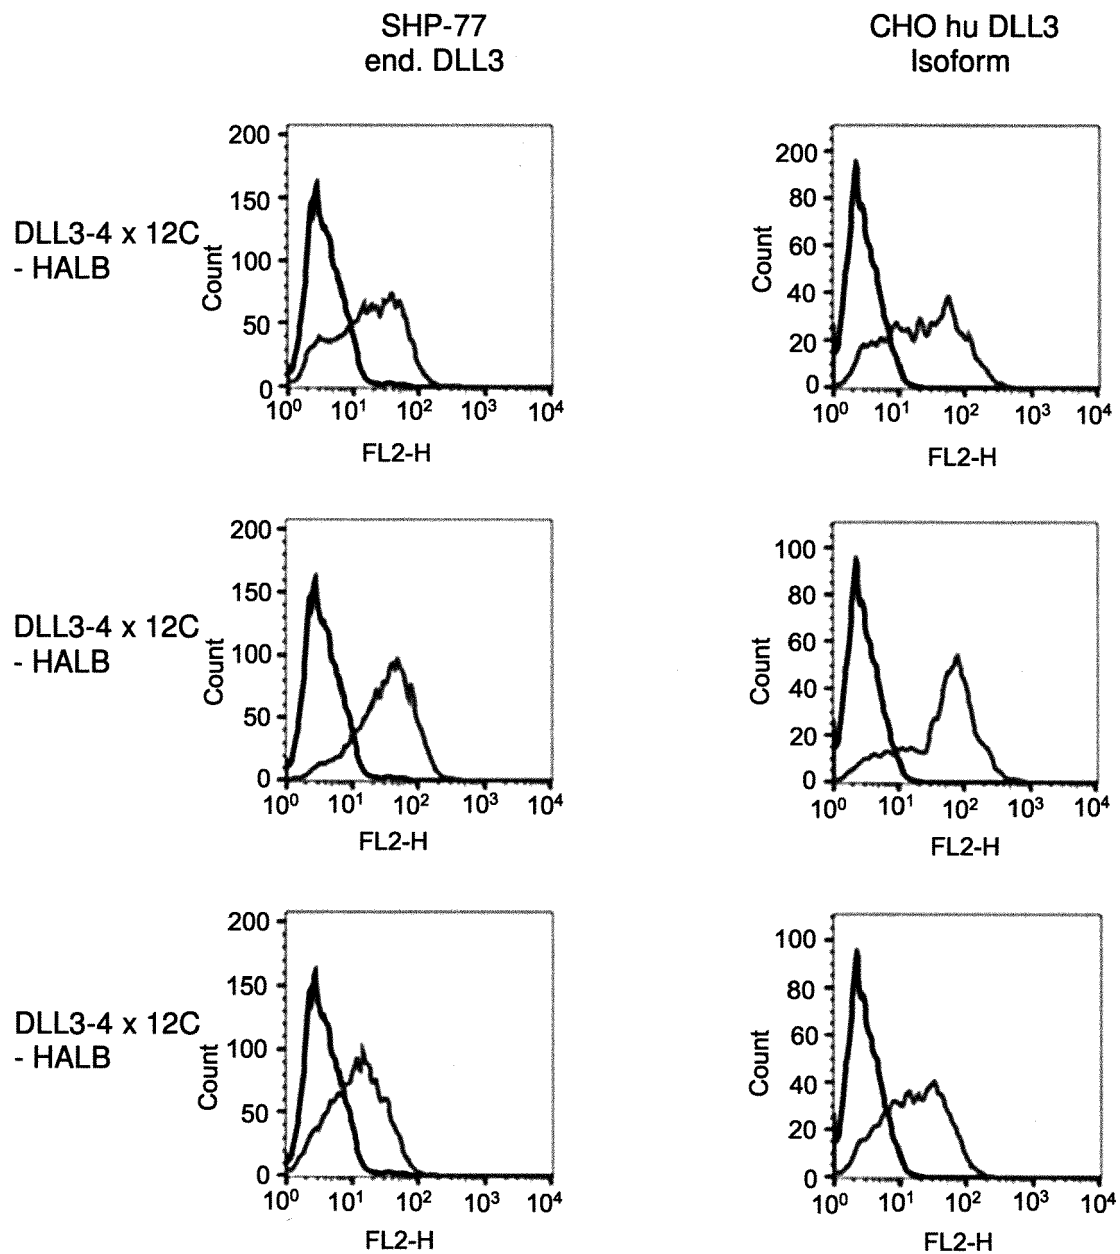 SHP-77
end. DLL3
CHO hu DLL3
Isoform
DLL3-4 x 12C
- HALB
200
150
100
50
0
Count
10⁰ 10¹ 10² 10³ 10⁴
FL2-H
200
80
60
40
20
0
Count
10⁰ 10¹ 10² 10³ 10⁴
FL2-H
DLL3-4 x 12C
- HALB
200
150
100
50
0
Count
10⁰ 10¹ 10² 10³ 10⁴
FL2-H
100
80
60
40
20
0
Count
10⁰ 10¹ 10² 10³ 10⁴
FL2-H
DLL3-4 x 12C
- HALB
200
150
100
50
0
Count
10⁰ 10¹ 10² 10³ 10⁴
FL2-H
100
80
60
40
20
0
Count
10⁰ 10¹ 10² 10³ 10⁴
FL2-H